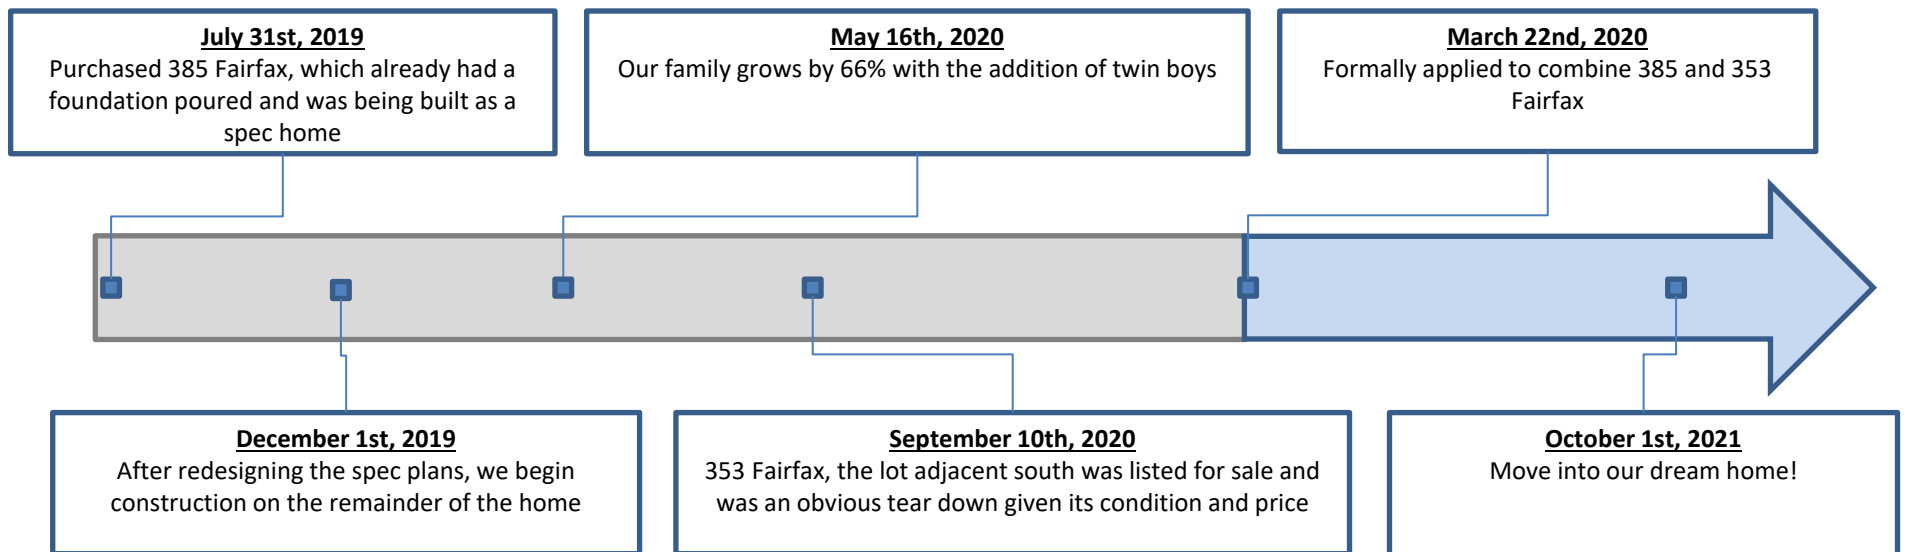 July 31st, 2019
Purchased 385 Fairfax, which already had a
foundation poured and was being built as a
spec home
May 16th, 2020
Our family grows by 66% with the addition of twin boys
March 22nd, 2020
Formally applied to combine 385 and 353
Fairfax
December 1st, 2019
After redesigning the spec plans, we begin
construction on the remainder of the home
September 10th, 2020
353 Fairfax, the lot adjacent south was listed for sale and
was an obvious tear down given its condition and price
October 1st, 2021
Move into our dream home!